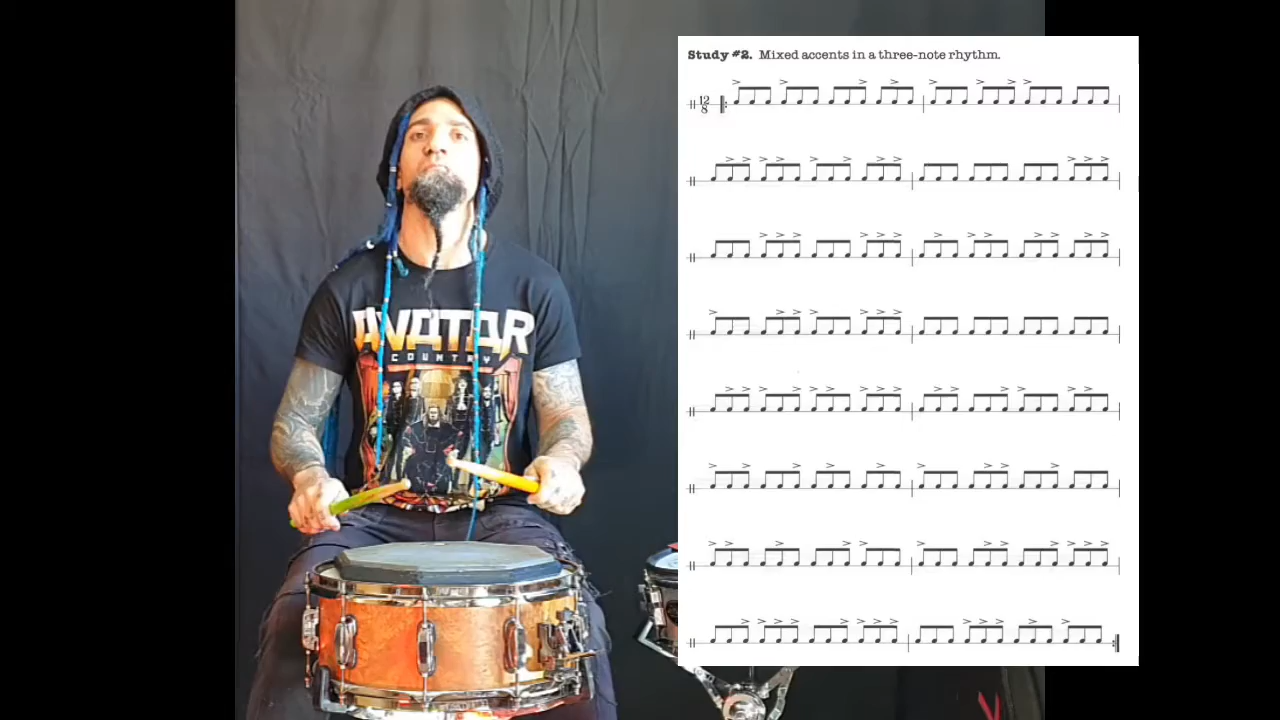 Study #2. Mixed accents in a three-note rhythm.
12
8
AVATAR
COUNTRY